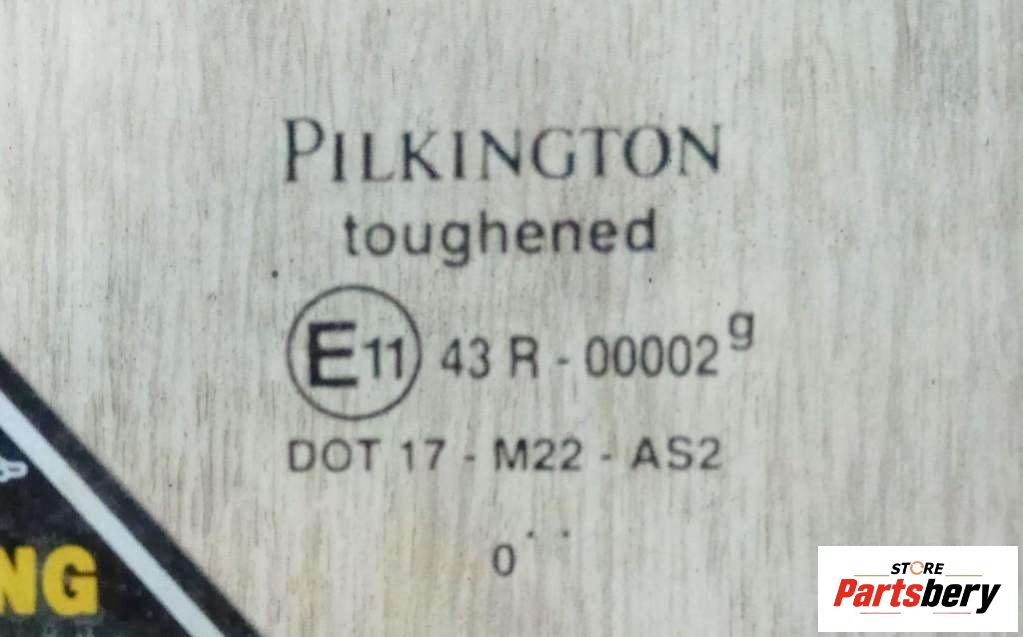 PILKINGTON
toughened
E11 43 R - 00002 g
DOT 17 - M22 - AS2
0˙ ˙
NG
STORE
Partsbery